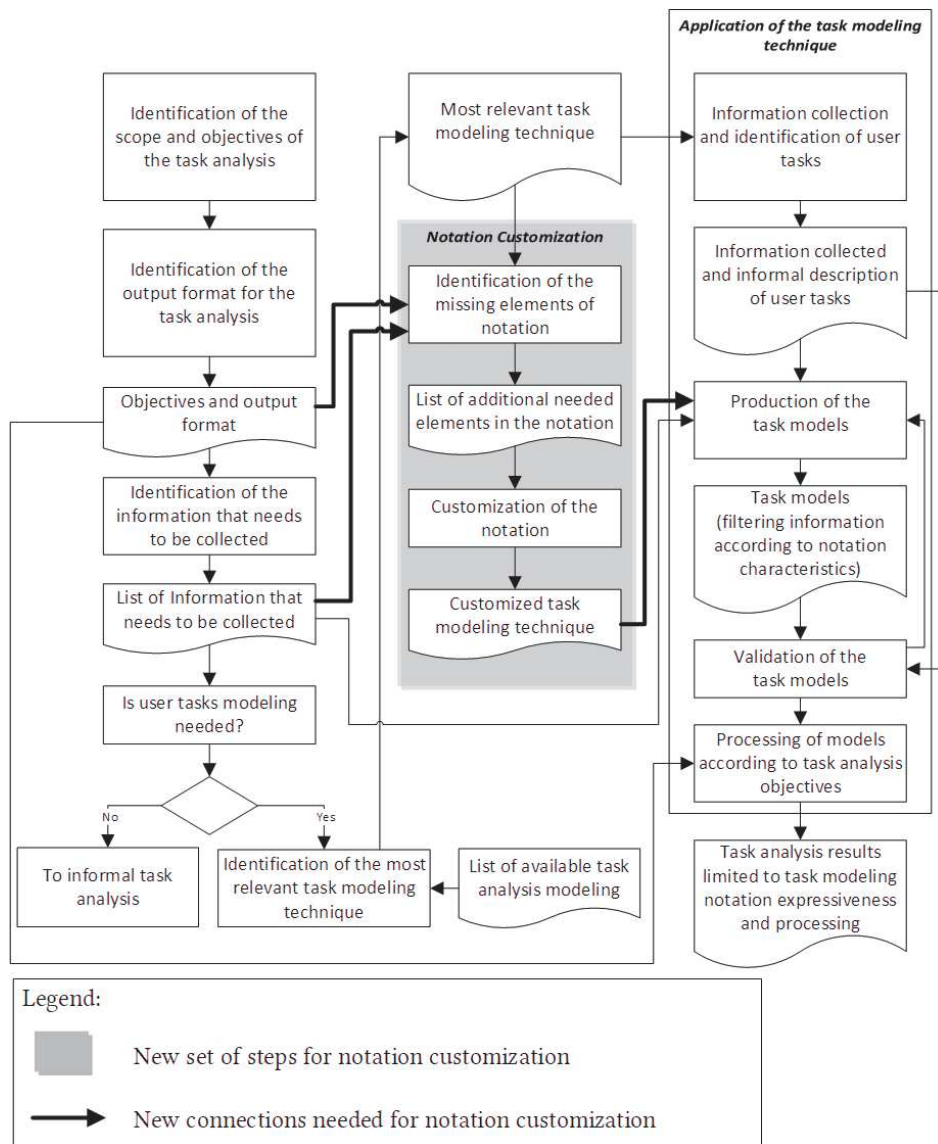 Application of the task modeling
technique
Identification of the
scope and objectives of
the task analysis
Most relevant task
modeling technique
Information collection
and identification of user
tasks
Identification of the
output format for the
task analysis
Notation Customization
Identification of the
missing elements of
notation
Information collected
and informal description
of user tasks
Objectives and output
format
List of additional needed
elements in the notation
Production of the
task models
Identification of the
information that needs
to be collected
Customization of the
notation
Task models
(filtering information
according to notation
characteristics)
List of Information that
needs to be collected
Customized task
modeling technique
Validation of the
task models
Is user tasks modeling
needed?
Processing of models
according to task analysis
objectives
No
Yes
To informal task
analysis
Identification of the most
relevant task modeling
technique
List of available task
analysis modeling
Task analysis results
limited to task modeling
notation expressiveness
and processing
Legend:
New set of steps for notation customization
New connections needed for notation customization